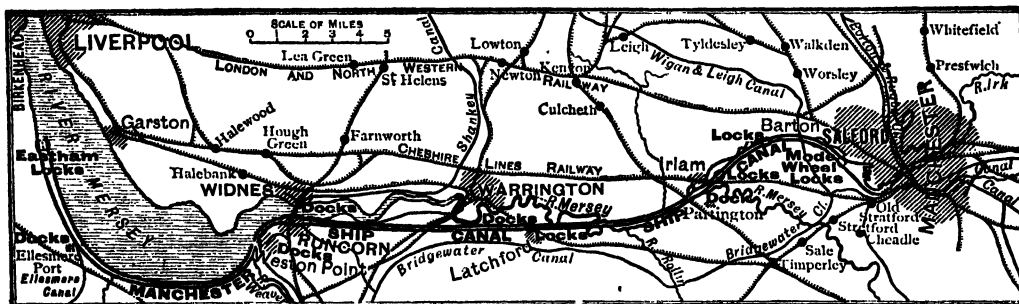 SCALE OF MILES
0 5
LIVERPOOL
BIRKENHEAD
RIVER MERSEY
Lea Green
LONDON AND NORTH WESTERN RAILWAY
St Helens
Canal
Shankey
Lowton
Newton
Kenyon
Leigh
Tyldesley
Walkden
Whitefield
Wigan & Leigh Canal
Worsley
Prestwich
R. Irk
Culcheth
Garston
Halewood
Hough
Green
Farnworth
CHESHIRE LINES RAILWAY
Barton
Locks
SALFORD
MANCHESTER
Eastham
Locks
Halebank
WIDNES
Docks
WARRINGTON
R. Mersey
Irlam
Locks
Mode
Wheel
Locks
Canal
Canal
Dock
Partington
R. Mersey
Old
Stratford
Stretford
Cheadle
RUNCORN
Docks
Weston Point
MANCHESTER SHIP CANAL
SHIP CANAL
Docks
Locks
Latchford
Bridgewater Canal
R. Bollin
Bridgewater Cl.
Sale
Timperley
Docks
Ellesmere
Port
Ellesmere
Canal